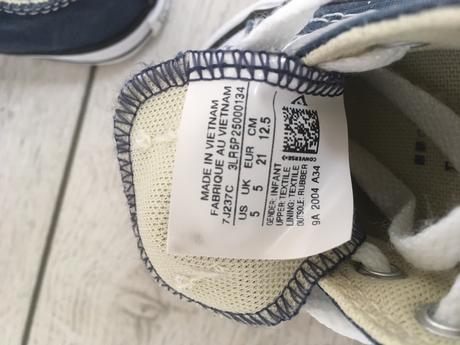 MADE IN VIETNAM
FABRIQUE AU VIETNAM
7J237C 3LR5P25000134
US UK EUR CM
5 5 21 12.5
GENDER: INFANT
UPPER: TEXTILE
LINING: TEXTILE
OUTSOLE: RUBBER
9A 2004 A34
CONVERSE